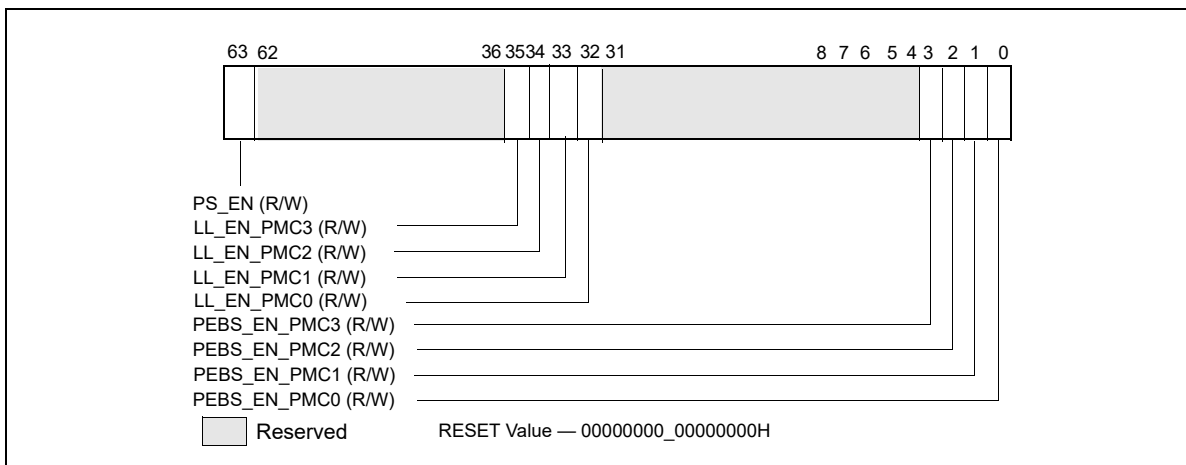 63 62 36 35 34 33 32 31 8 7 6 5 4 3 2 1 0
PS_EN (R/W)
LL_EN_PMC3 (R/W)
LL_EN_PMC2 (R/W)
LL_EN_PMC1 (R/W)
LL_EN_PMC0 (R/W)
PEBS_EN_PMC3 (R/W)
PEBS_EN_PMC2 (R/W)
PEBS_EN_PMC1 (R/W)
PEBS_EN_PMC0 (R/W)
Reserved RESET Value — 00000000_00000000H